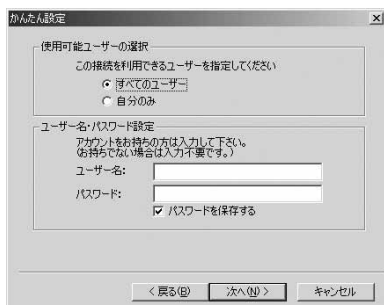 かんたん設定
使用可能ユーザーの選択
この接続を利用できるユーザーを指定してください
すべてのユーザー
自分のみ
ユーザー名・パスワード設定
アカウントをお持ちの方は入力して下さい。
(お持ちでない場合は入力不要です。)
ユーザー名:
パスワード:
パスワードを保存する
< 戻る(B) 次へ(N) > キャンセル